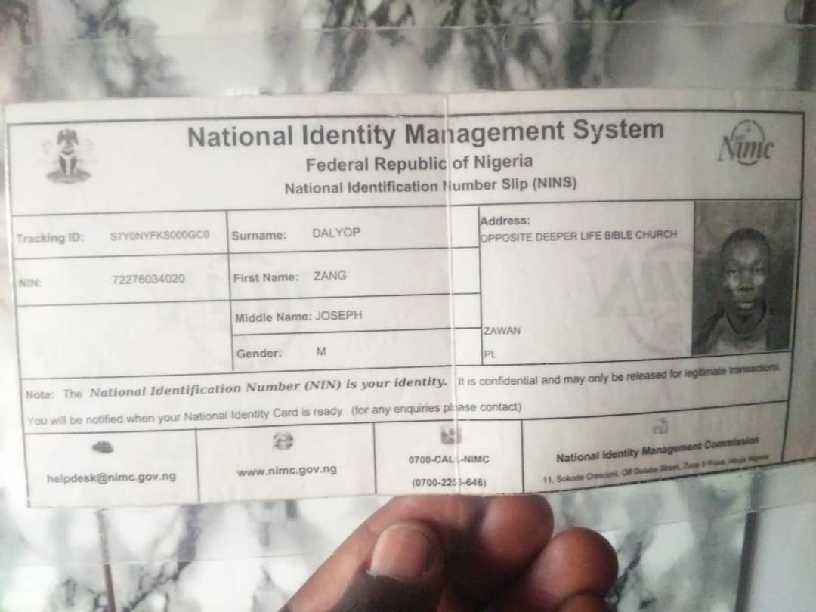 National Identity Management System
Federal Republic of Nigeria
National Identification Number Slip (NINS)
nimc
Tracking ID:
Surname: DALYOP
Address:
OPPOSITE DEEPER LIFE BIBLE CHURCH
NIN: 72276034020
First Name: ZANG
Middle Name: JOSEPH
ZAWAN
Gender: M
PL
Note: The National Identification Number (NIN) is your identity. It is confidential and may only be released for legitimate transactions.
You will be notified when your National Identity Card is ready (for any enquiries please contact)
helpdesk@nimc.gov.ng
www.nimc.gov.ng
0700-CALL-NIMC
(0700-2255-646)
National Identity Management Commission
11, Sokode Crescent, Off Dalaba Street, Zone 5 Nigeria